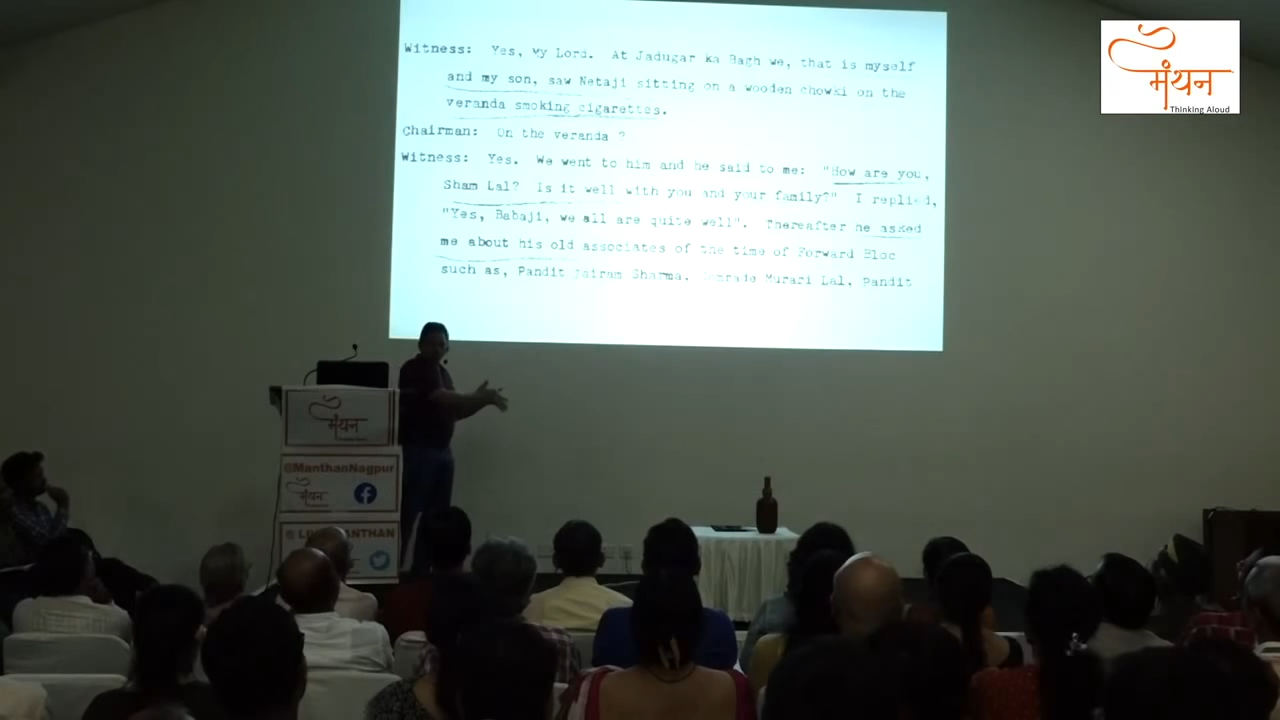 Witness: Yes, My Lord. At Jadugar ka Bagh we, that is myself
and my son, saw Netaji sitting on a wooden chowki on the
veranda smoking cigarettes.
Chairman: On the veranda ?
Witness: Yes. We went to him and he said to me: "How are you,
Sham Lal? Is it well with you and your family?" I replied,
"Yes, Babaji, we all are quite well". Thereafter he asked
me about his old associates of the time of Forward Bloc
such as, Pandit Jairam Sharma. Murari Lal, Pandit
मंथन
Thinking Aloud
मंथन
@ManthanNagpur
मंथन